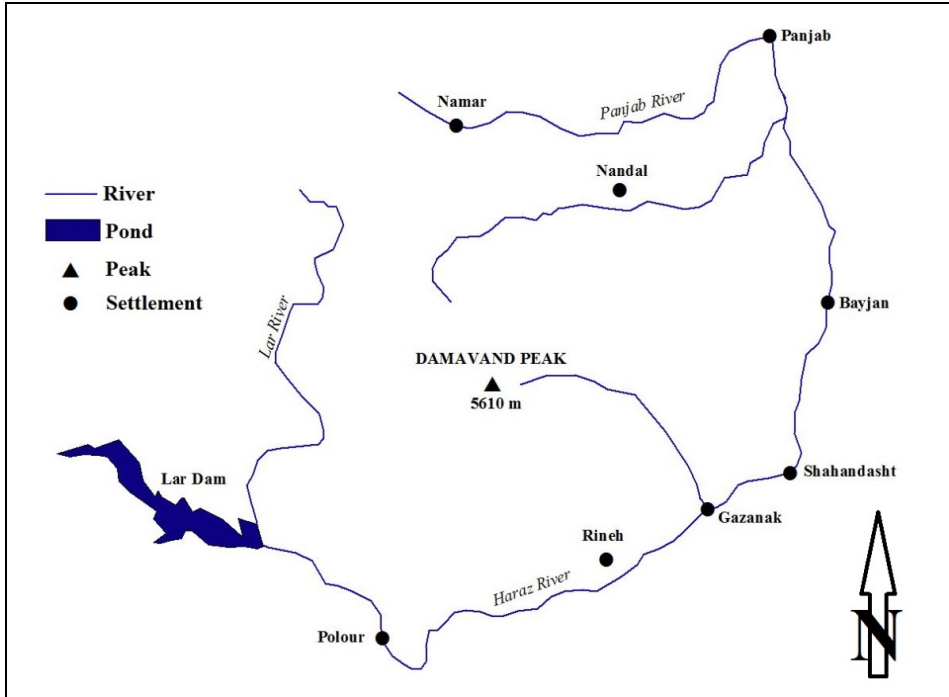 Panjab
Namar
Panjab River
Nandal
River
Pond
Peak
Settlement
Lar River
Bayjan
DAMAVAND PEAK
5610 m
Lar Dam
Shahandasht
Gazanak
Rineh
Haraz River
Polour
N